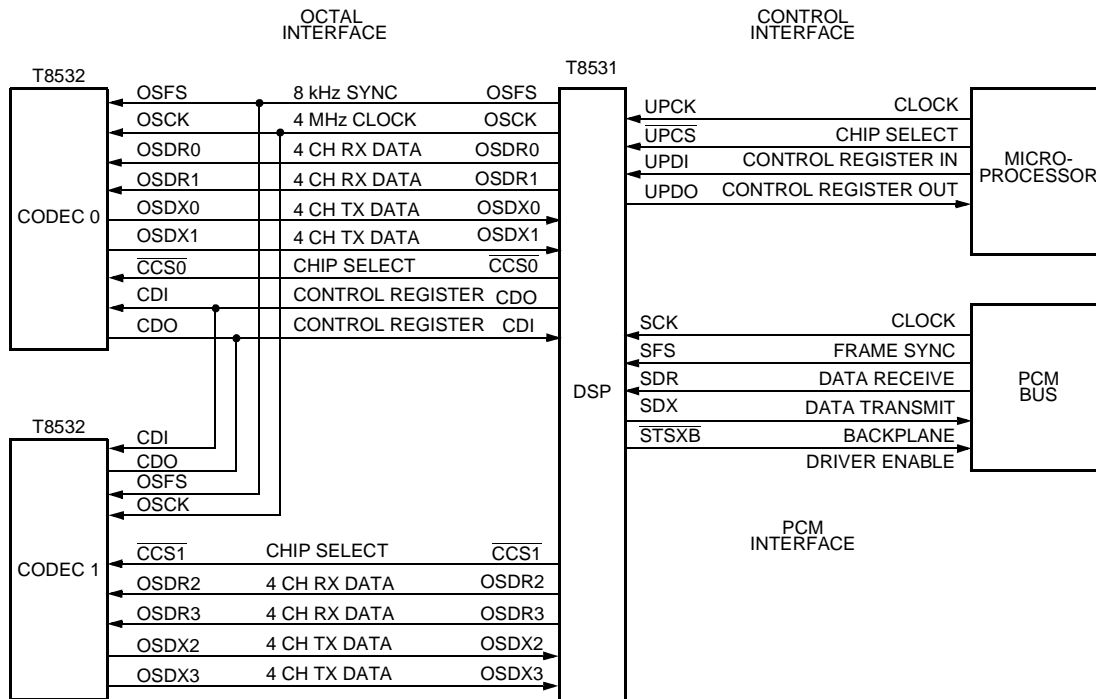 OCTAL
INTERFACE
CONTROL
INTERFACE
T8532
T8531
OSFS 8 kHz SYNC OSFS
OSCK 4 MHz CLOCK OSCK
OSDR0 4 CH RX DATA OSDR0
OSDR1 4 CH RX DATA OSDR1
OSDX0 4 CH TX DATA OSDX0
OSDX1 4 CH TX DATA OSDX1
CCS0 CHIP SELECT CCS0
CDI CONTROL REGISTER CDO
CDO CONTROL REGISTER CDI
CODEC 0
UPCK CLOCK
UPCS CHIP SELECT
UPDI CONTROL REGISTER IN
UPDO CONTROL REGISTER OUT
MICRO-
PROCESSOR
DSP
SCK CLOCK
SFS FRAME SYNC
SDR DATA RECEIVE
SDX DATA TRANSMIT
STSXB BACKPLANE
DRIVER ENABLE
PCM
BUS
PCM
INTERFACE
T8532
CDI
CDO
OSFS
OSCK
CCS1 CHIP SELECT CCS1
OSDR2 4 CH RX DATA OSDR2
OSDR3 4 CH RX DATA OSDR3
OSDX2 4 CH TX DATA OSDX2
OSDX3 4 CH TX DATA OSDX3
CODEC 1